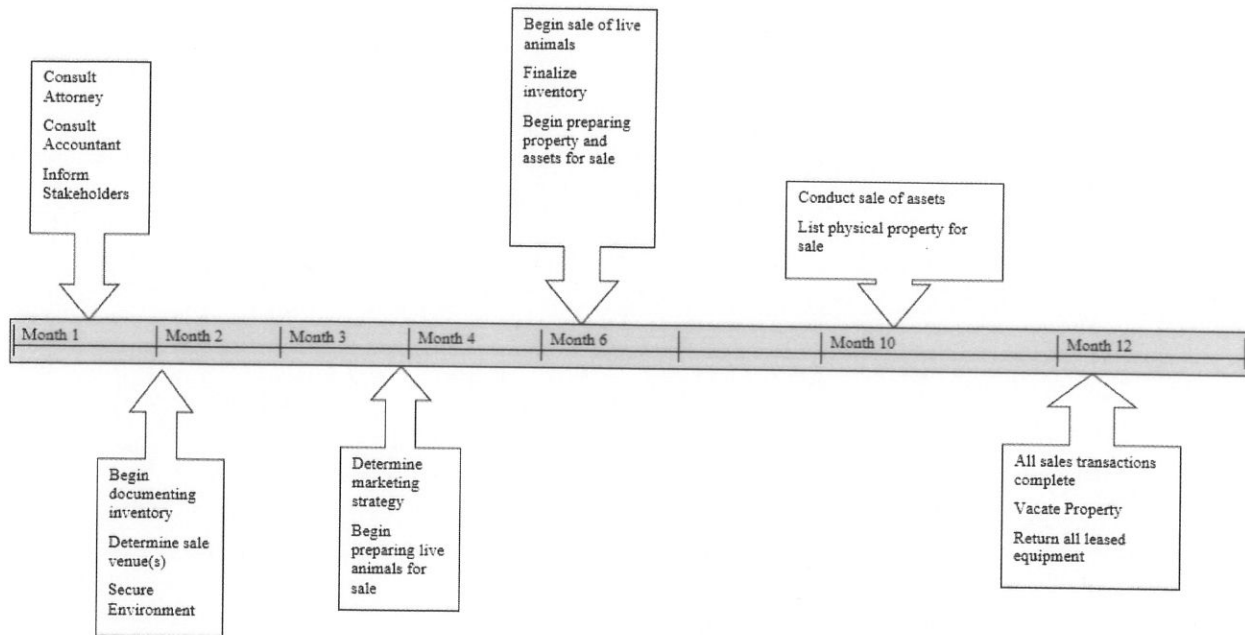 Consult
Attorney
Consult
Accountant
Inform
Stakeholders
Begin sale of live
animals
Finalize
inventory
Begin preparing
property and
assets for sale
Conduct sale of assets
List physical property for
sale
Month 1
Month 2
Month 3
Month 4
Month 6
Month 10
Month 12
Begin
documenting
inventory
Determine sale
venue(s)
Secure
Environment
Determine
marketing
strategy
Begin
preparing live
animals for
sale
All sales transactions
complete
Vacate Property
Return all leased
equipment